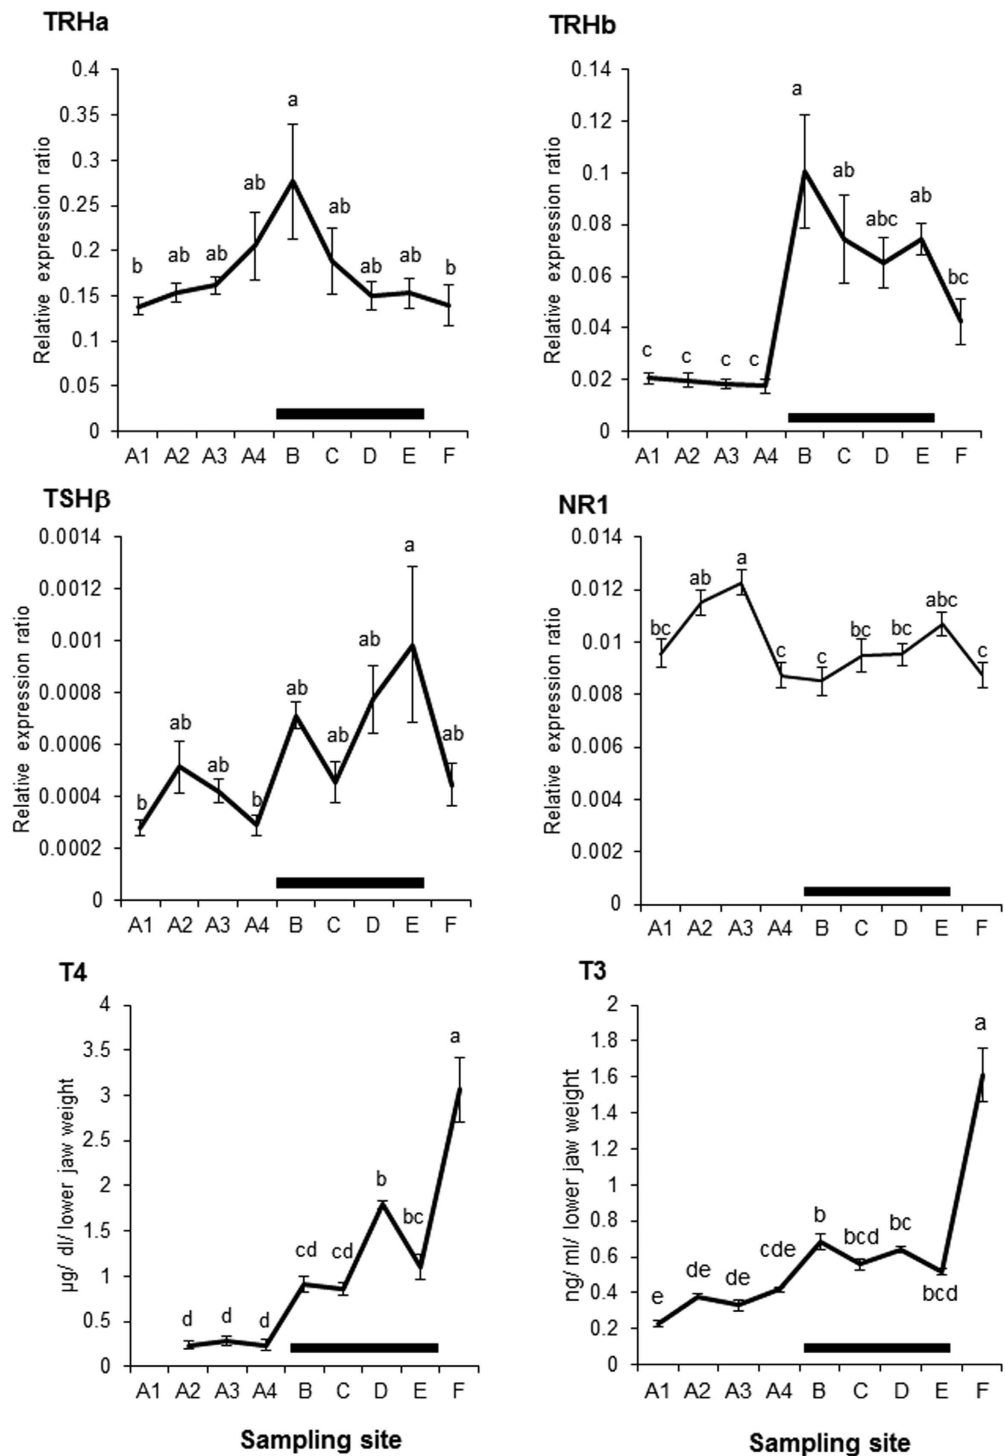 TRHa
0.4
0.35
0.3
0.25
0.2
0.15
0.1
0.05
0
Relative expression ratio
b ab ab ab a ab ab ab b
A1 A2 A3 A4 B C D E F
TRHb
0.14
0.12
0.1
0.08
0.06
0.04
0.02
0
Relative expression ratio
c c c c a ab abc ab bc
A1 A2 A3 A4 B C D E F
TSHβ
0.0014
0.0012
0.001
0.0008
0.0006
0.0004
0.0002
0
Relative expression ratio
b ab ab b ab ab ab a ab
A1 A2 A3 A4 B C D E F
NR1
0.014
0.012
0.01
0.008
0.006
0.004
0.002
0
Relative expression ratio
bc ab a c c bc bc abc c
A1 A2 A3 A4 B C D E F
T4
4
3.5
3
2.5
2
1.5
1
0.5
0
µg/ dl/ lower jaw weight
d d d cd cd b bc a
A1 A2 A3 A4 B C D E F
Sampling site
T3
2
1.8
1.6
1.4
1.2
1
0.8
0.6
0.4
0.2
0
ng/ ml/ lower jaw weight
e de de cde b bcd bc bcd a
A1 A2 A3 A4 B C D E F
Sampling site